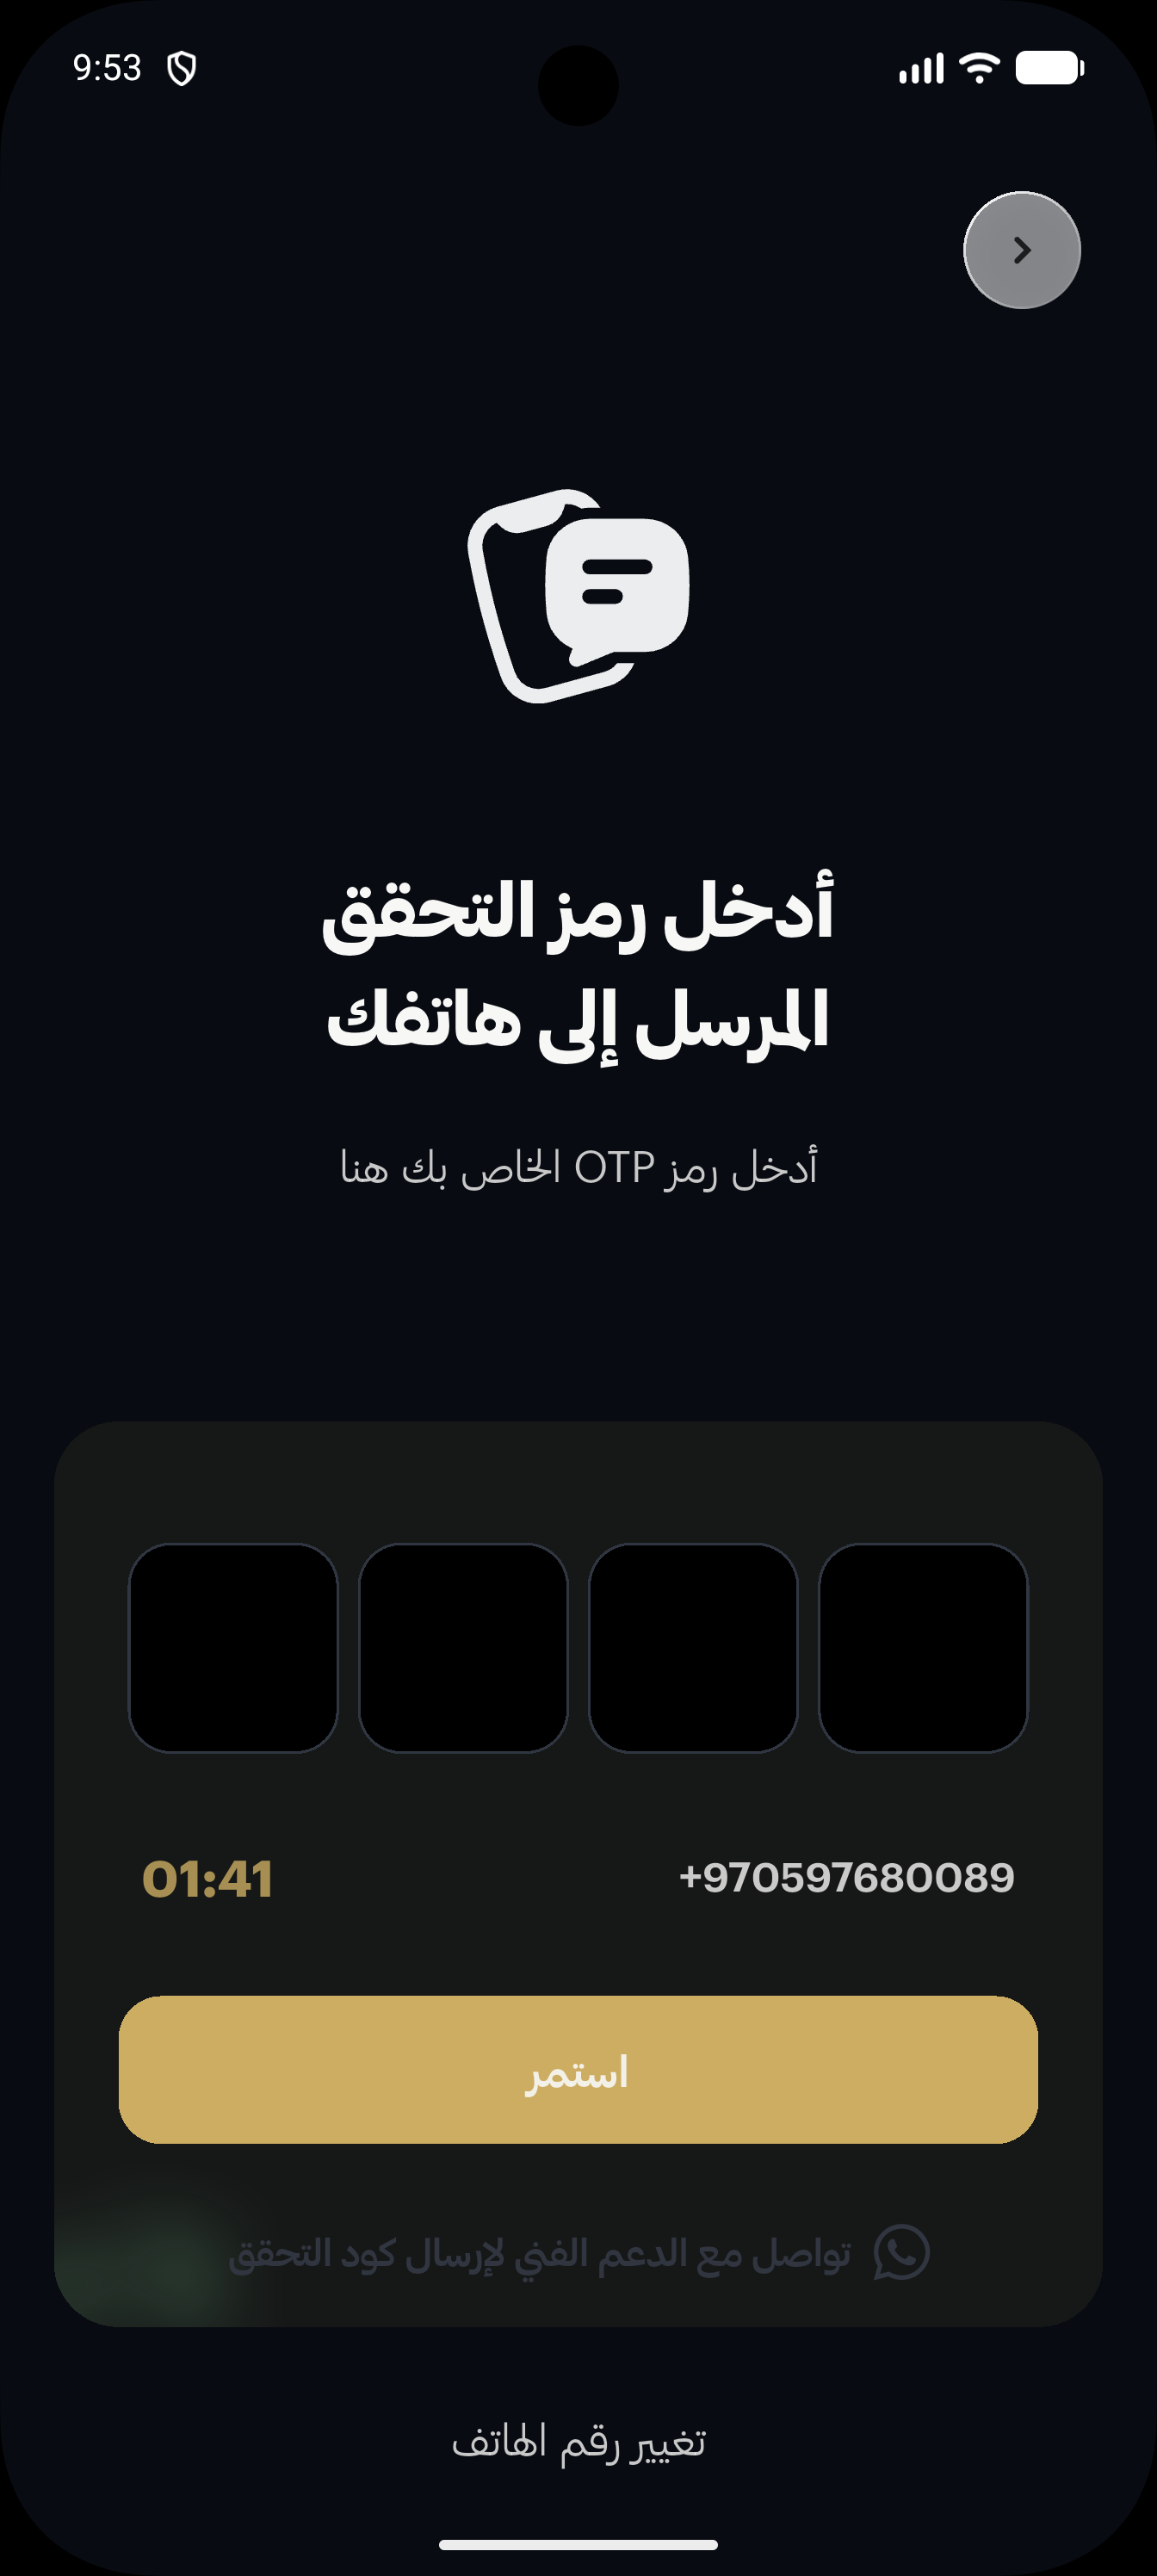 9:53
أدخل رمز التحقق
المرسل إلى هاتفك
أدخل رمز OTP الخاص بك هنا
+970597680089
01:41
استمر
تواصل مع الدعم الفني لإرسال كود التحقق
تغيير رقم الهاتف